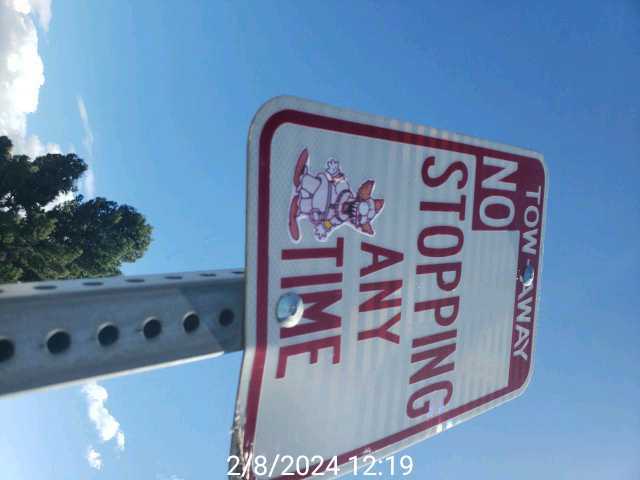 TOW-AWAY
NO
STOPPING
ANY
TIME
2/8/2024 12:19